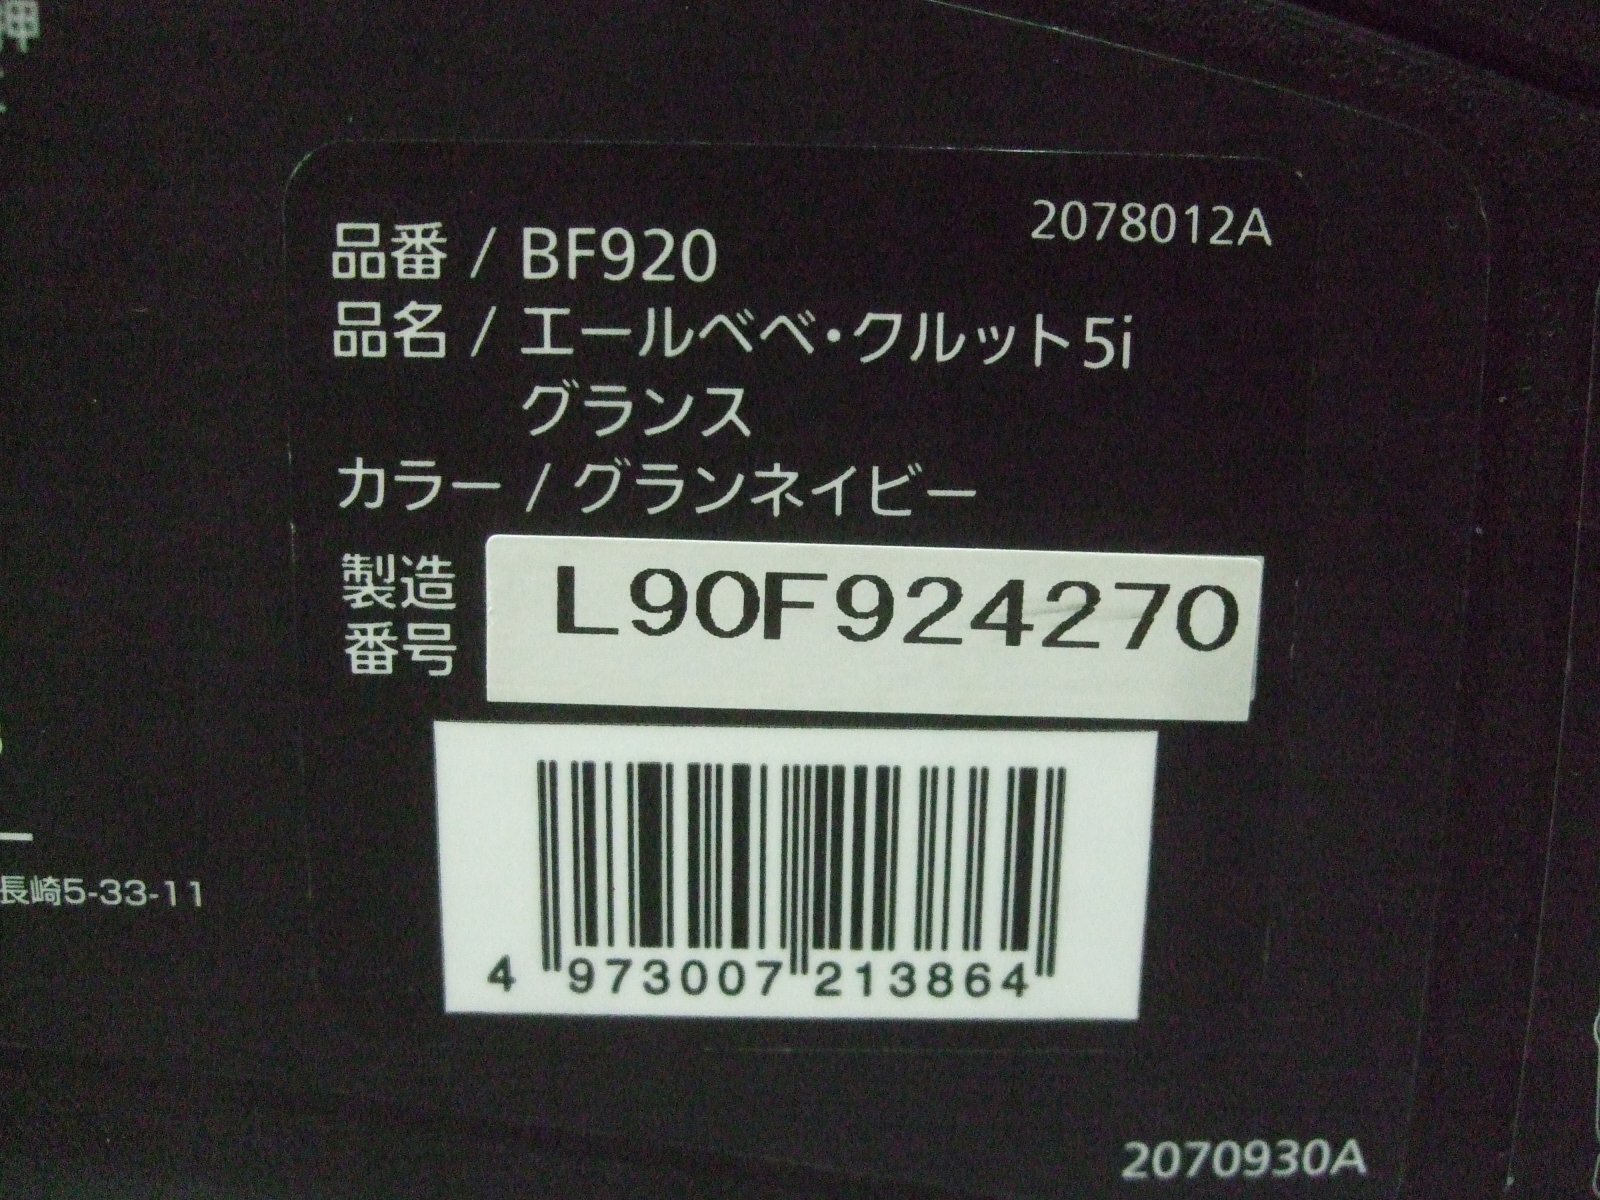 押
2078012A
品番 / BF920
品名 / エールベベ・クルット5i
グランス
カラー / グランネイビー
製造
番号
L90F924270
4 973007 213864
長崎5-33-11
2070930A